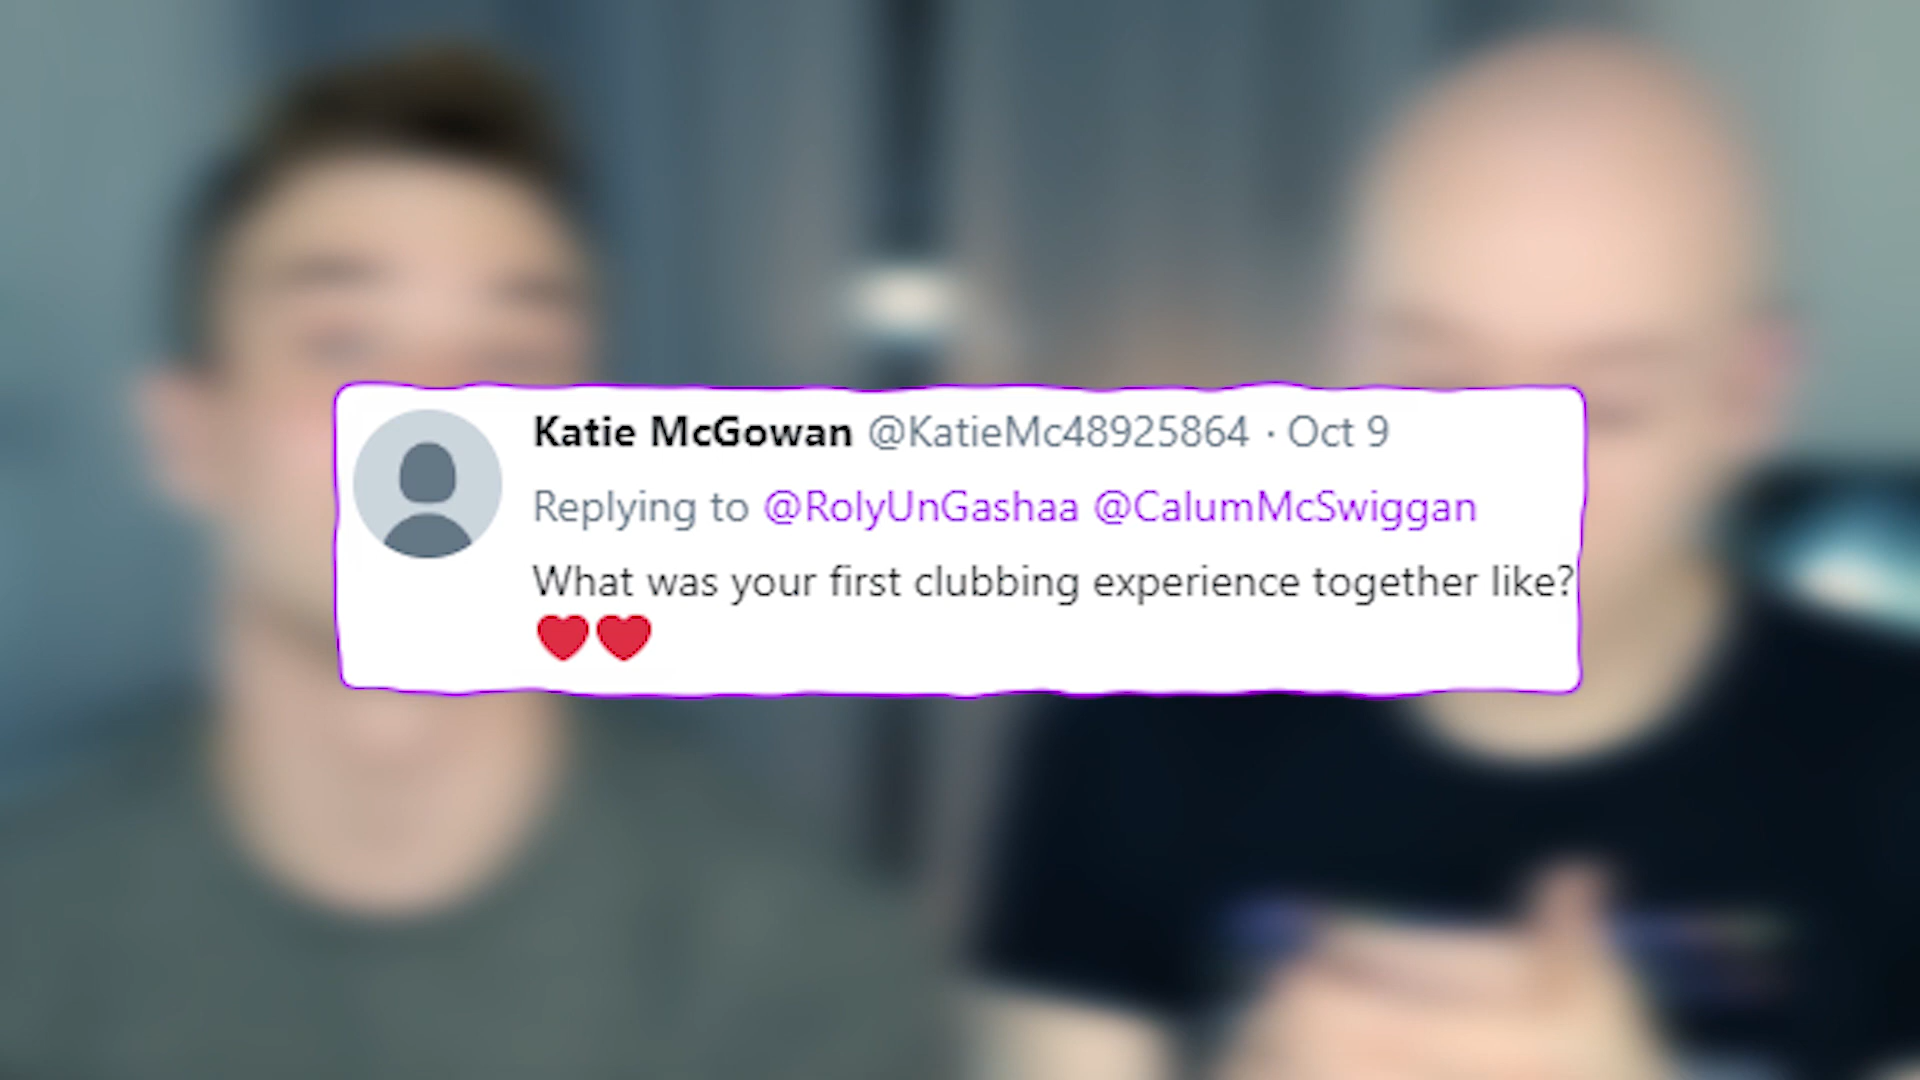 Katie McGowan @KatieMc48925864 · Oct 9
Replying to @RolyUnGashaa @CalumMcSwiggan
What was your first clubbing experience together like?
❤️❤️